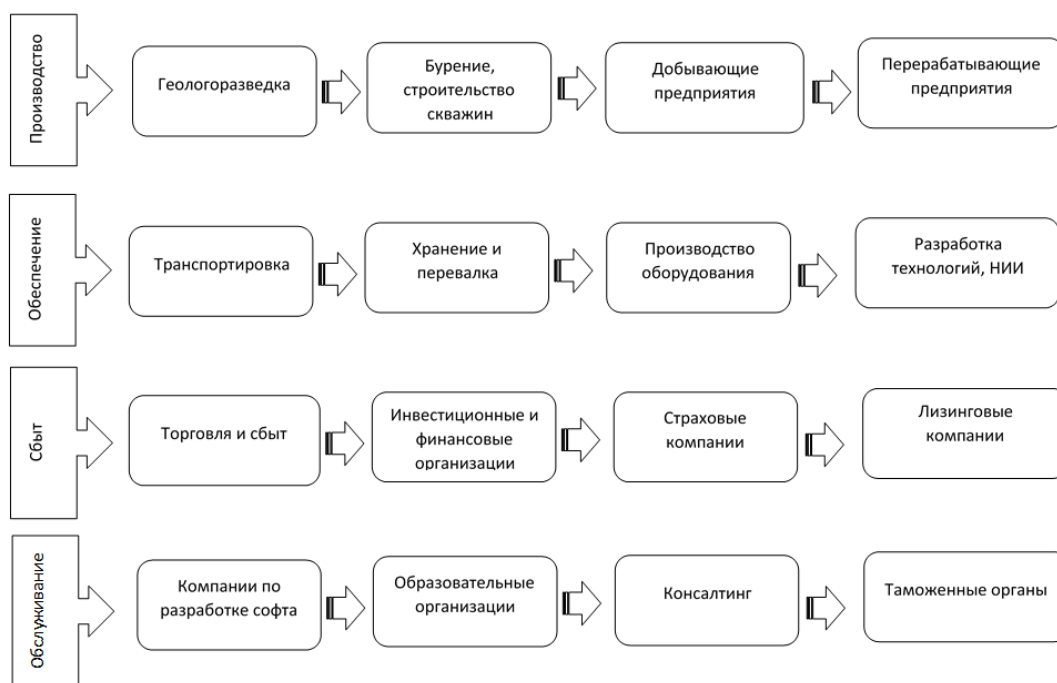 Производство
Геологоразведка
Бурение,
строительство
скважин
Добывающие
предприятия
Перерабатывающие
предприятия
Обеспечение
Транспортировка
Хранение и
перевалка
Производство
оборудования
Разработка
технологий, НИИ
Сбыт
Торговля и сбыт
Инвестиционные и
финансовые
организации
Страховые
компании
Лизинговые
компании
Обслуживание
Компании по
разработке софта
Образовательные
организации
Консалтинг
Таможенные органы